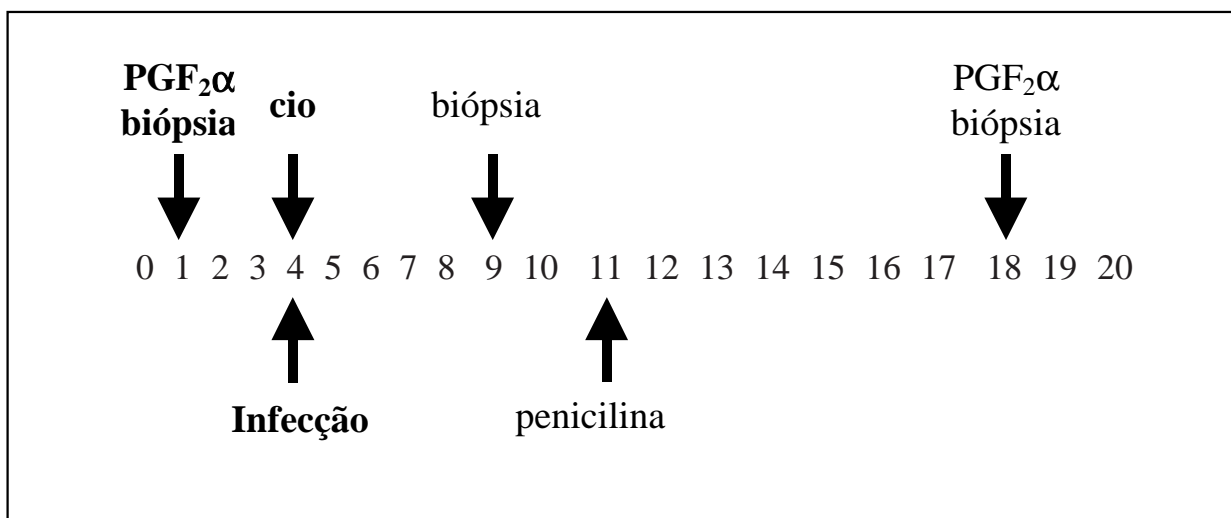 PGF₂α
biópsia
cio
biópsia
PGF₂α
biópsia
0 1 2 3 4 5 6 7 8 9 10 11 12 13 14 15 16 17 18 19 20
Infecção
penicilina